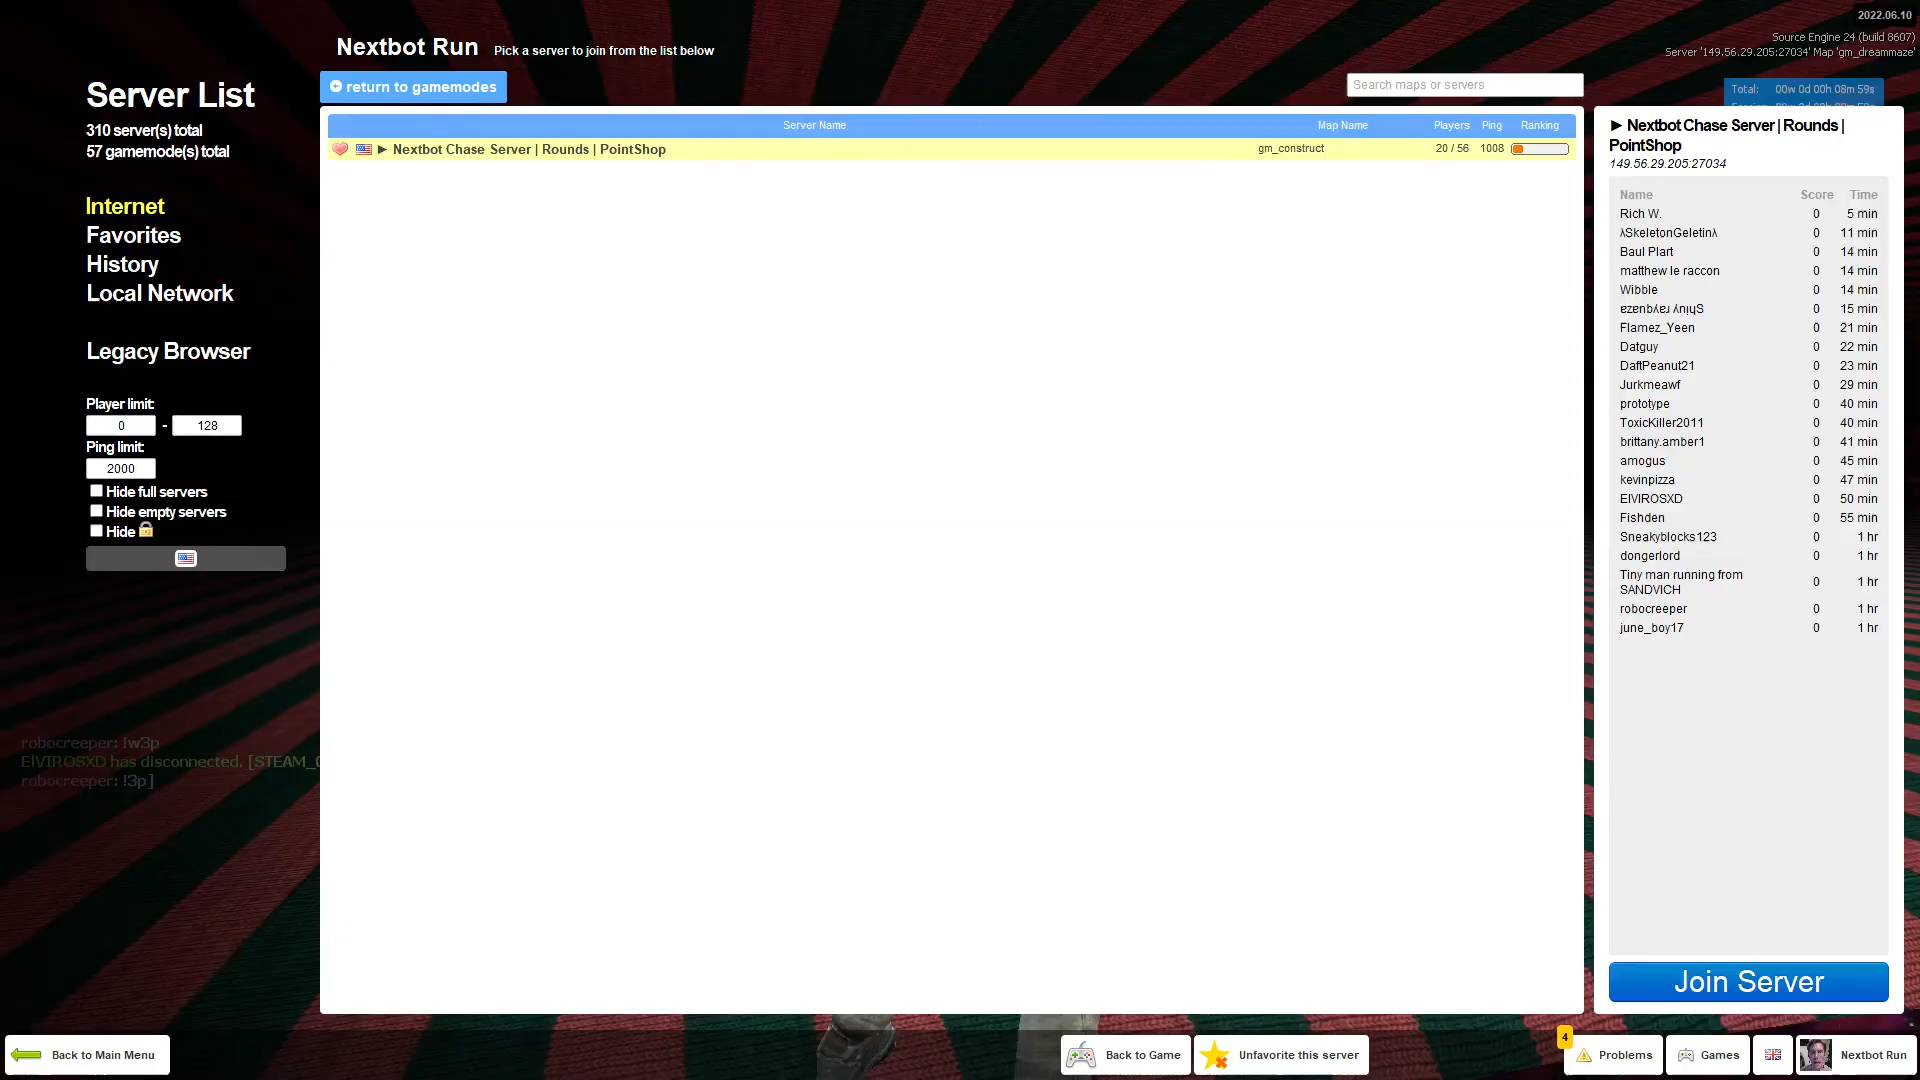 2022.06.10
Source Engine 24 (build 8607)
Server '149.56.29.205:27034' Map 'gm_dreammaze'
Nextbot Run Pick a server to join from the list below
return to gamemodes
Search maps or servers
Total: 00w 0d 00h 08m 59s
Server List
310 server(s) total
57 gamemode(s) total
Internet
Favorites
History
Local Network
Legacy Browser
Player limit:
0 - 128
Ping limit:
2000
Hide full servers
Hide empty servers
Hide
Server Name Map Name Players Ping Ranking
► Nextbot Chase Server | Rounds | PointShop gm_construct 20 / 56 1008
► Nextbot Chase Server | Rounds |
PointShop
149.56.29.205:27034
Name Score Time
Rich W. 0 5 min
λSkeletonGeletinλ 0 11 min
Baul Plart 0 14 min
matthew le raccon 0 14 min
Wibble 0 14 min
15 min
Flamez_Yeen 0 21 min
Datguy 0 22 min
DaftPeanut21 0 23 min
Jurkmeawf 0 29 min
prototype 0 40 min
ToxicKiller2011 0 40 min
brittany.amber1 0 41 min
amogus 0 45 min
kevinpizza 0 47 min
ElVIROSXD 0 50 min
Fishden 0 55 min
Sneakyblocks123 0 1 hr
dongerlord 0 1 hr
Tiny man running from
SANDVICH 0 1 hr
robocreeper 0 1 hr
june_boy17 0 1 hr
Join Server
robocreeper: !w3p
ElVIROSXD has disconnected. [STEAM_
robocreeper: !3p]
Back to Main Menu
Back to Game
Unfavorite this server
4
Problems
Games
Nextbot Run